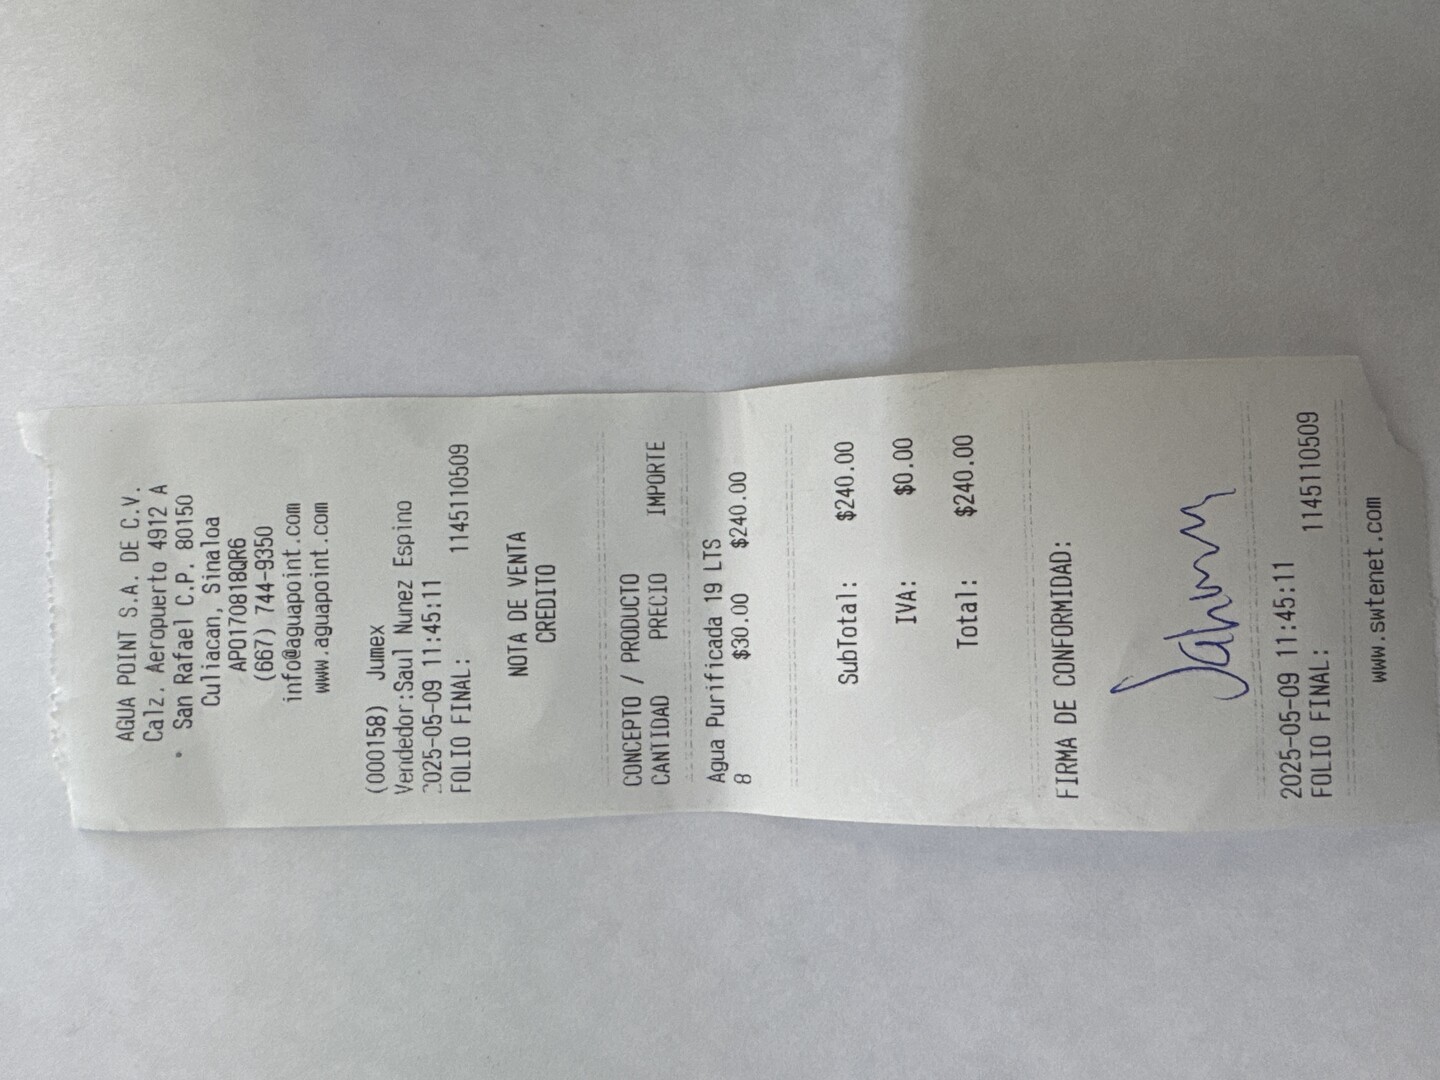 AGUA POINT S.A. DE C.V.
Calz. Aeropuerto 4912 A
San Rafael C.P. 80150
Culiacan, Sinaloa
APO170818QR6
(667) 744-9350
info@aguapoint.com
www.aguapoint.com
(000158) Jumex
Vendedor:Saul Nunez Espino
2025-05-09 11:45:11
FOLIO FINAL: 1145110509
NOTA DE VENTA
CREDITO
CONCEPTO / PRODUCTO
CANTIDAD PRECIO IMPORTE
Agua Purificada 19 LTS
8 $30.00 $240.00
SubTotal: $240.00
IVA: $0.00
Total: $240.00
FIRMA DE CONFORMIDAD:
2025-05-09 11:45:11
FOLIO FINAL: 1145110509
www.swtenet.com